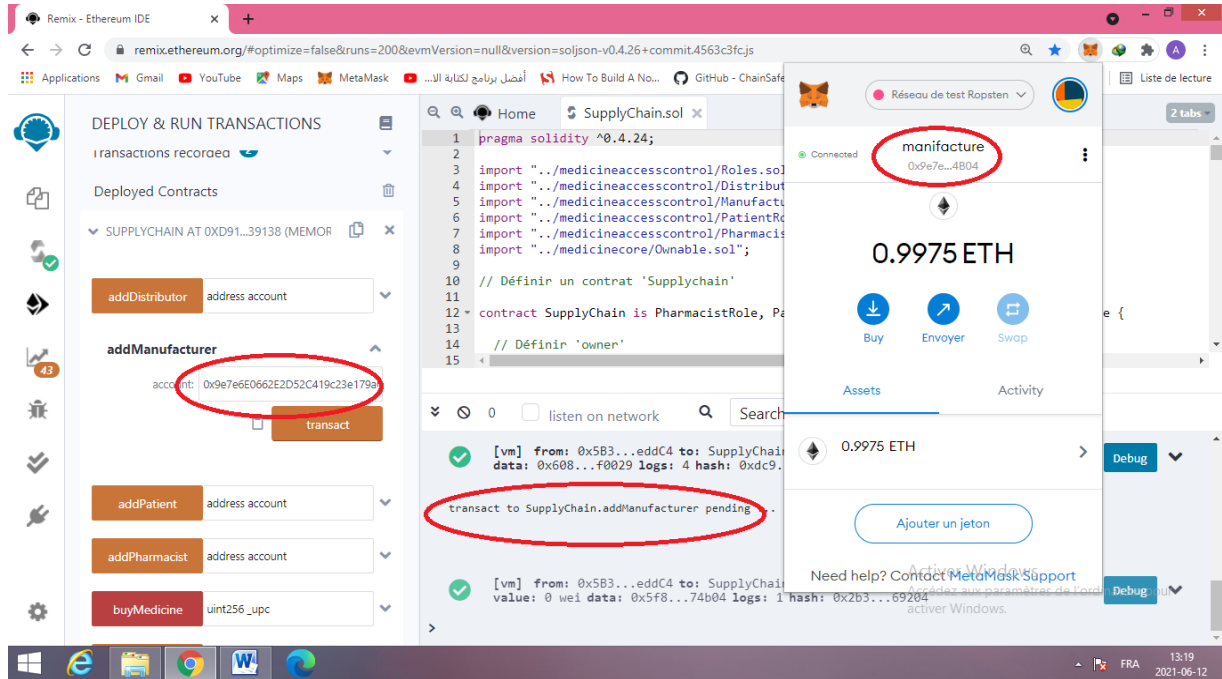 Remix - Ethereum IDE
remix.ethereum.org/#optimize=false&runs=200&evmVersion=null&version=soljson-v0.4.26+commit.4563c3fc.js
Applications Gmail YouTube Maps MetaMask أفضل برنامج لكتابة الا... How To Build A No... GitHub - ChainSafe Liste de lecture
DEPLOY & RUN TRANSACTIONS
Transactions recorded 2
Deployed Contracts
SUPPLYCHAIN AT 0XD91...39138 (MEMOR
addDistributor address account
addManufacturer
account: 0x9e7e6E0662E2D52C419c23e179a
transact
addPatient address account
addPharmacist address account
buyMedicine uint256 _upc
43
Home SupplyChain.sol 2 tabs
1 pragma solidity ^0.4.24;
2
3 import "../medicineaccesscontrol/Roles.sol
4 import "../medicineaccesscontrol/Distribut
5 import "../medicineaccesscontrol/Manufactu
6 import "../medicineaccesscontrol/PatientRo
7 import "../medicineaccesscontrol/Pharmacis
8 import "../medicinecore/Ownable.sol";
9
10 // Définir un contrat 'Supplychain'
11
12 contract SupplyChain is PharmacistRole, Pa e {
13
14 // Définir 'owner'
15
0 listen on network Search
[vm] from: 0x5B3...eddC4 to: SupplyChai
data: 0x608...f0029 logs: 4 hash: 0xdc9.
Debug
transact to SupplyChain.addManufacturer pending ...
[vm] from: 0x5B3...eddC4 to: SupplyChai
value: 0 wei data: 0x5f8...74b04 logs: 1 hash: 0x2b3...69204
Debug
>
Réseau de test Ropsten
Connected
manifacture
0x9e7e...4B04
0.9975 ETH
Buy Envoyer Swap
Assets Activity
0.9975 ETH
Ajouter un jeton
Need help? Contact MetaMask Support
Activer Windows
Accédez aux paramètres de l'ordinateur pour
activer Windows.
FRA
13:19
2021-06-12